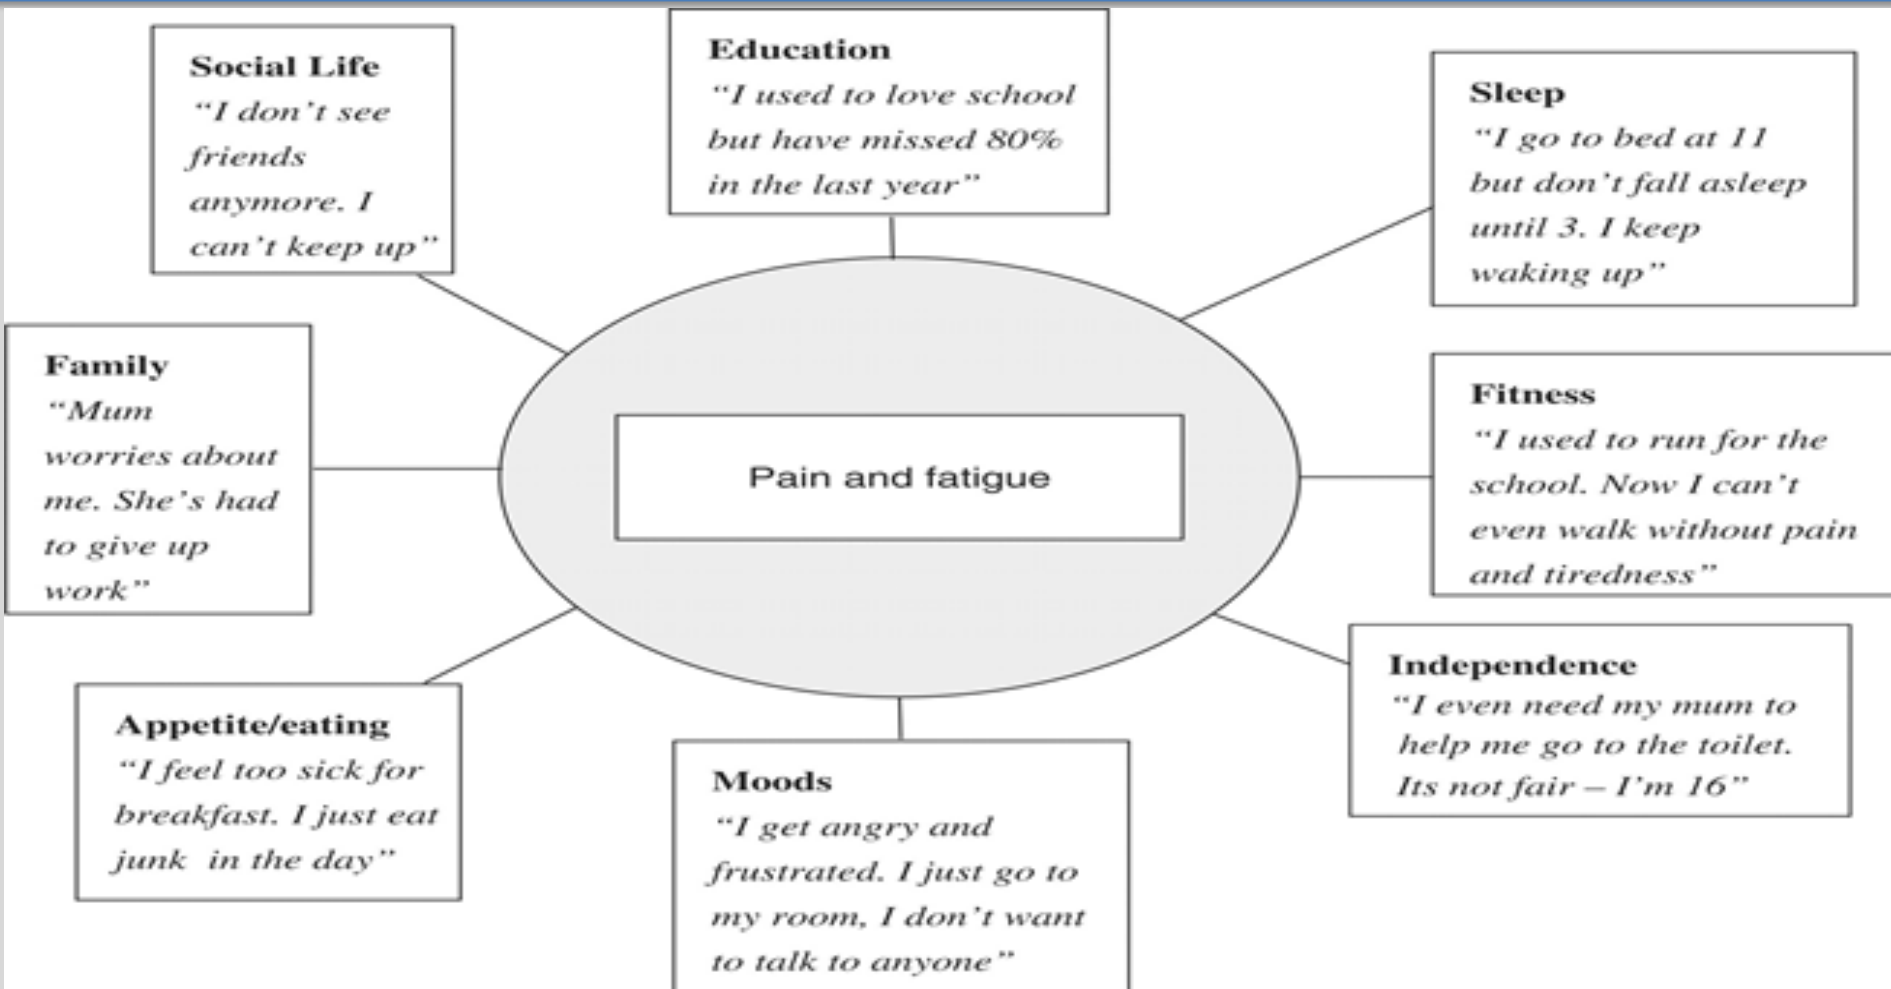 Social Life
“I don’t see
friends
anymore. I
can’t keep up”
Education
“I used to love school
but have missed 80%
in the last year”
Sleep
“I go to bed at 11
but don’t fall asleep
until 3. I keep
waking up”
Family
“Mum
worries about
me. She’s had
to give up
work”
Pain and fatigue
Fitness
“I used to run for the
school. Now I can’t
even walk without pain
and tiredness”
Appetite/eating
“I feel too sick for
breakfast. I just eat
junk in the day”
Moods
“I get angry and
frustrated. I just go to
my room, I don’t want
to talk to anyone”
Independence
“I even need my mum to
help me go to the toilet.
Its not fair – I’m 16”